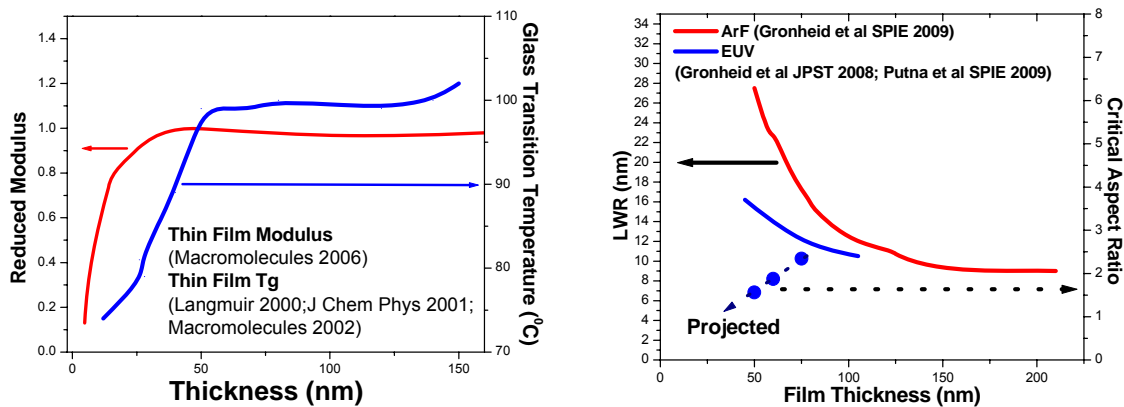 1.4
1.2
1.0
0.8
0.6
0.4
0.2
0.0
Reduced Modulus
110
100
90
80
70
Glass Transition Temperature (⁰C)
Thin Film Modulus
(Macromolecules 2006)
Thin Film Tg
(Langmuir 2000;J Chem Phys 2001;
Macromolecules 2002)
0 50 100 150
Thickness (nm)
34
32
30
28
26
24
22
20
18
16
14
12
10
8
6
4
2
0
LWR (nm)
ArF (Gronheid et al SPIE 2009)
EUV
(Gronheid et al JPST 2008; Putna et al SPIE 2009)
Projected
8
7
6
5
4
3
2
1
0
Critical Aspect Ratio
0 50 100 150 200
Film Thickness (nm)